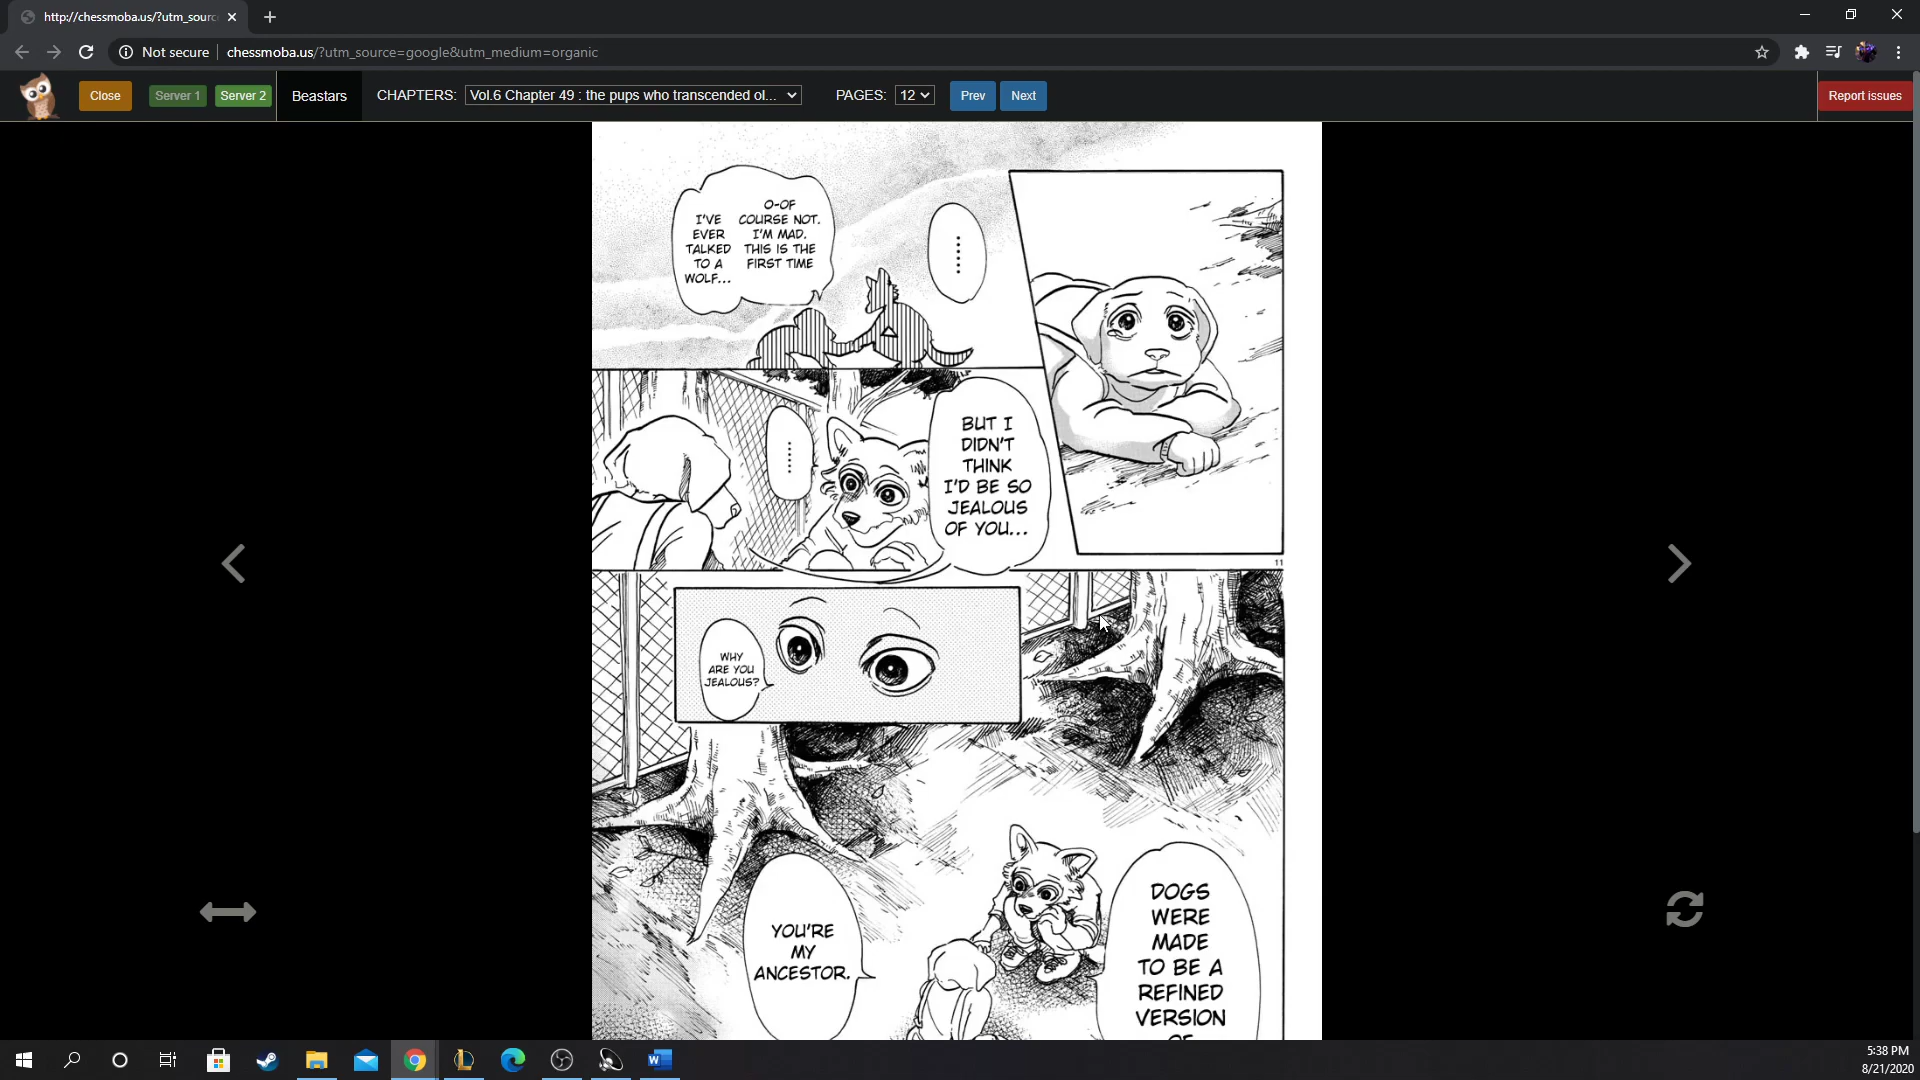 http://chessmoba.us/?utm_sourc
Not secure
chessmoba.us/?utm_source=google&utm_medium=organic
Close
Server 1
Server 2
Beastars
CHAPTERS:
Vol.6 Chapter 49 : the pups who transcended ol...
PAGES:
12
Prev
Next
Report issues
......
O-OF
COURSE NOT.
I'M MAD.
THIS IS THE
FIRST TIME
I'VE
EVER
TALKED
TO A
WOLF...
BUT I
DIDN'T
THINK
I'D BE SO
JEALOUS
OF YOU...
......
11
WHY
ARE YOU
JEALOUS?
DOGS
WERE
MADE
TO BE A
REFINED
VERSION
OF
YOU'RE
MY
ANCESTOR.
5:38 PM
8/21/2020